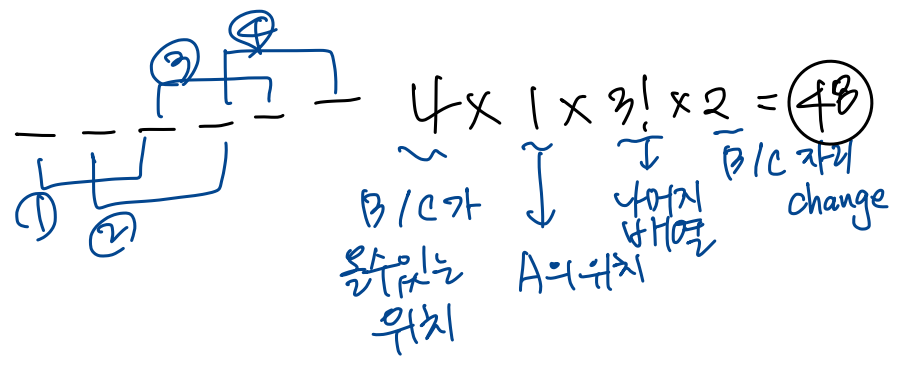 ③ ④
① ②
4 × 1 × 3! × 2 = 48
B/C가
올수있는
위치
A의 위치
나머지
배열
B/C 자리
change